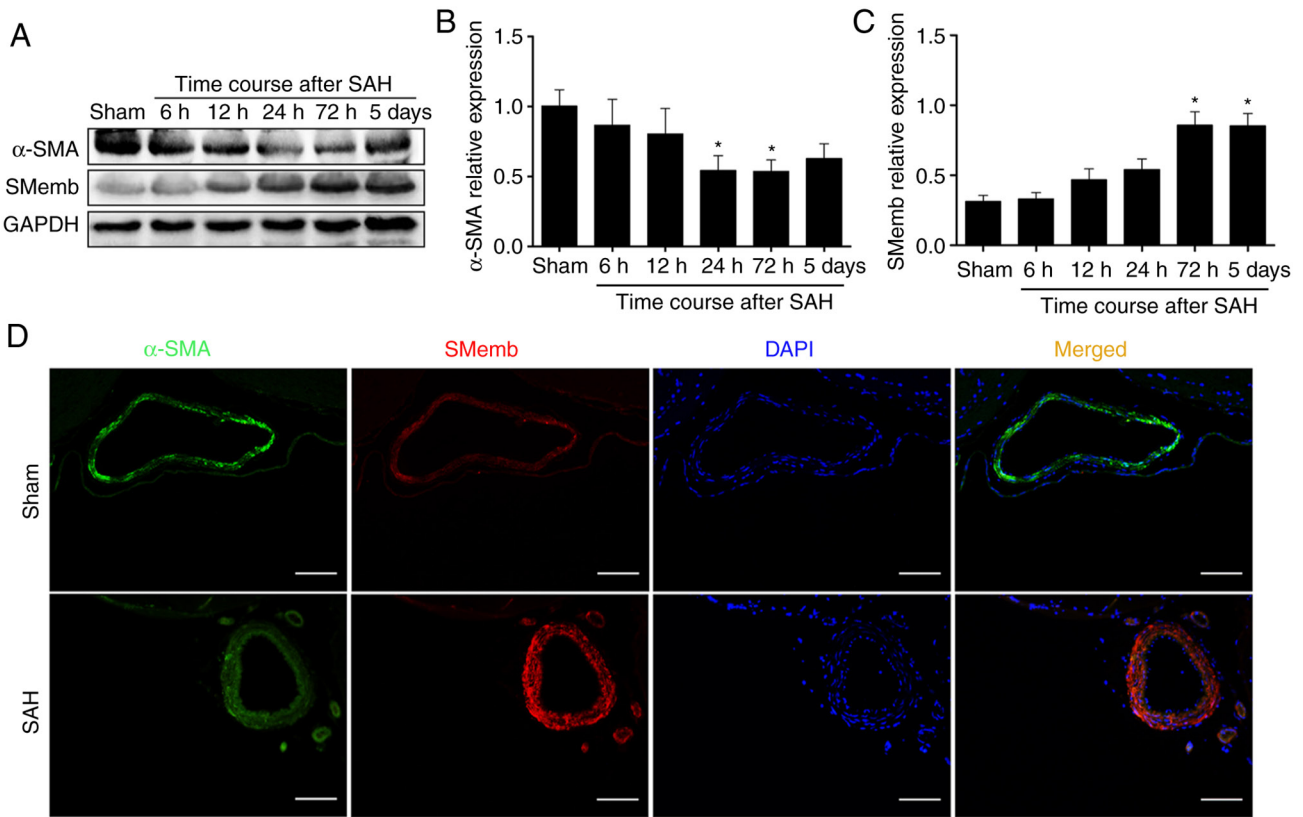 A
Time course after SAH
Sham 6 h 12 h 24 h 72 h 5 days
α-SMA
SMemb
GAPDH
B
α-SMA relative expression
1.5
1.0
0.5
0.0
* *
Sham 6 h 12 h 24 h 72 h 5 days
Time course after SAH
C
SMemb relative expression
1.5
1.0
0.5
0.0
* *
Sham 6 h 12 h 24 h 72 h 5 days
Time course after SAH
D
α-SMA SMemb DAPI Merged
Sham
SAH